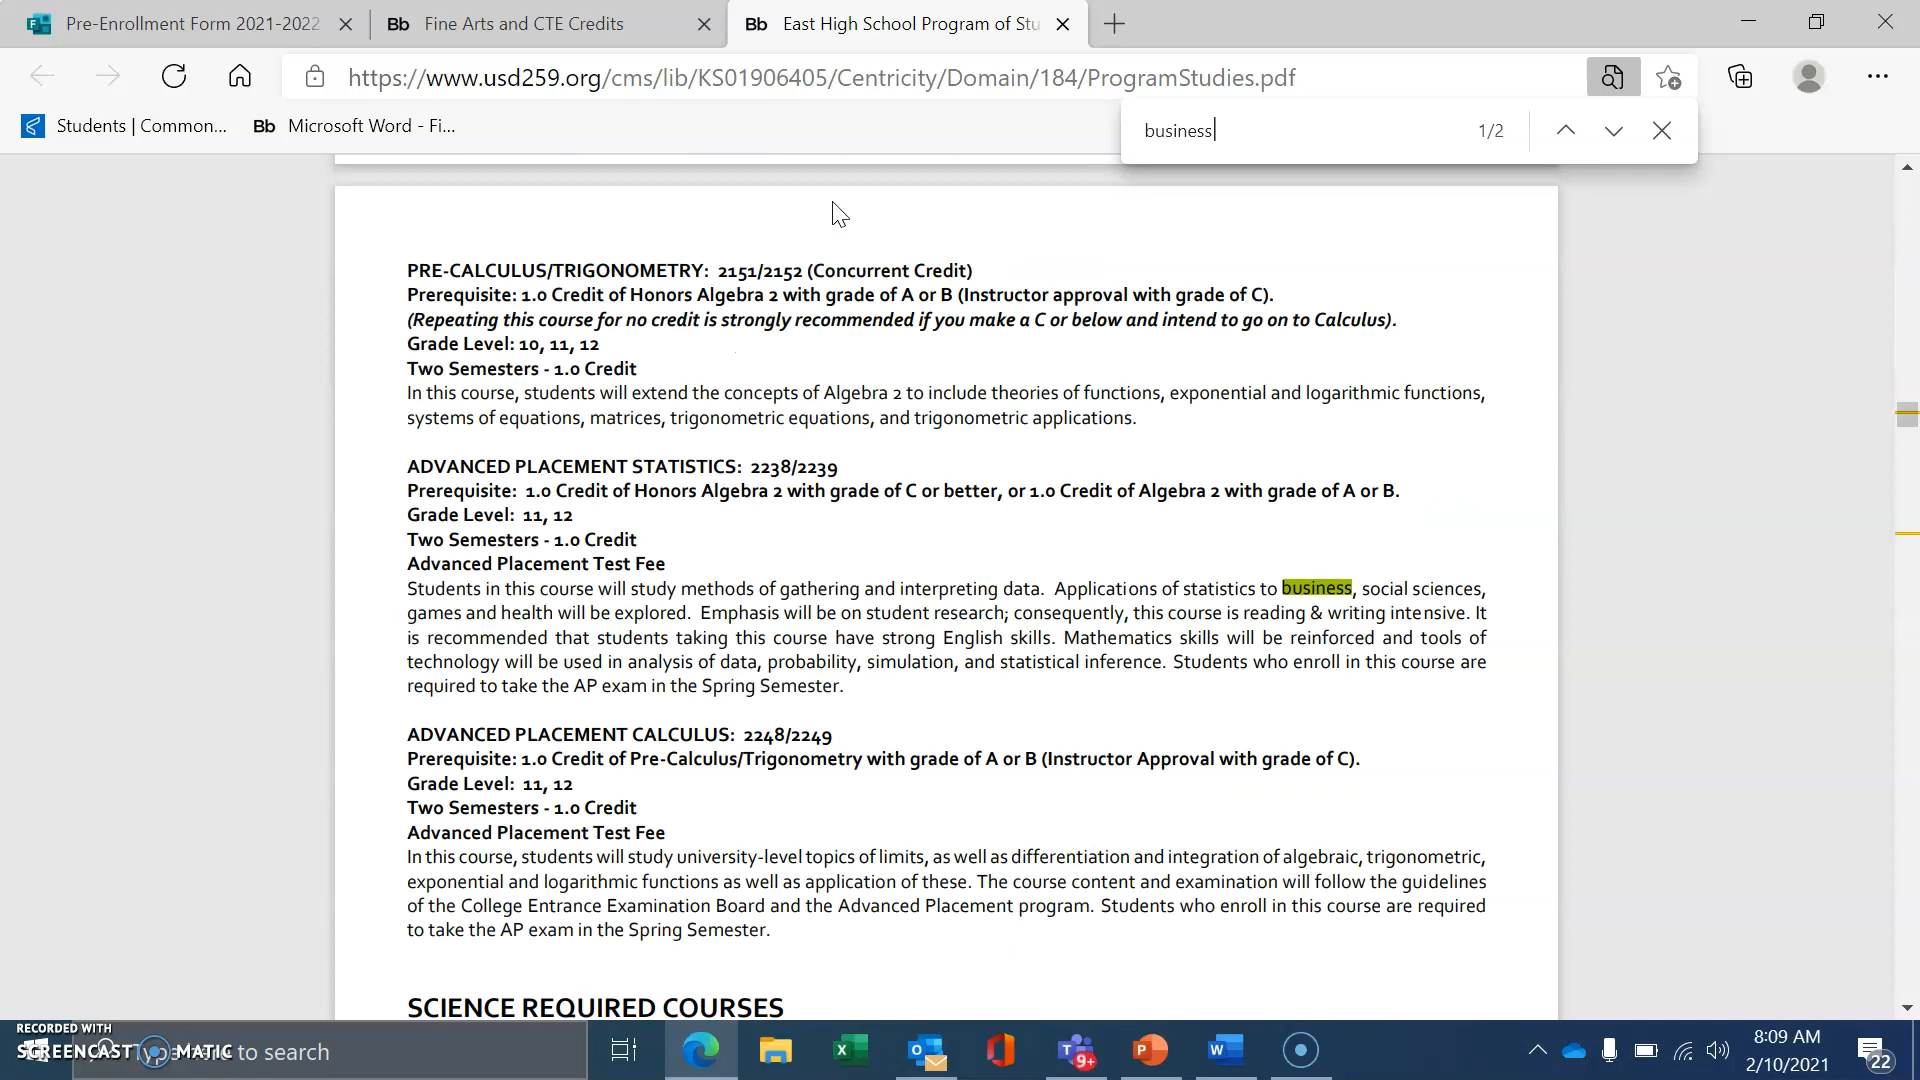 Pre-Enrollment Form 2021-2022
Bb Fine Arts and CTE Credits
Bb East High School Program of Stu
https://www.usd259.org/cms/lib/KS01906405/Centricity/Domain/184/ProgramStudies.pdf
Students | Common...
Bb Microsoft Word - Fi...
business 1/2
PRE-CALCULUS/TRIGONOMETRY: 2151/2152 (Concurrent Credit)
Prerequisite: 1.0 Credit of Honors Algebra 2 with grade of A or B (Instructor approval with grade of C).
(Repeating this course for no credit is strongly recommended if you make a C or below and intend to go on to Calculus).
Grade Level: 10, 11, 12
Two Semesters - 1.0 Credit
In this course, students will extend the concepts of Algebra 2 to include theories of functions, exponential and logarithmic functions,
systems of equations, matrices, trigonometric equations, and trigonometric applications.
ADVANCED PLACEMENT STATISTICS: 2238/2239
Prerequisite: 1.0 Credit of Honors Algebra 2 with grade of C or better, or 1.0 Credit of Algebra 2 with grade of A or B.
Grade Level: 11, 12
Two Semesters - 1.0 Credit
Advanced Placement Test Fee
Students in this course will study methods of gathering and interpreting data. Applications of statistics to business, social sciences,
games and health will be explored. Emphasis will be on student research; consequently, this course is reading & writing intensive. It
is recommended that students taking this course have strong English skills. Mathematics skills will be reinforced and tools of
technology will be used in analysis of data, probability, simulation, and statistical inference. Students who enroll in this course are
required to take the AP exam in the Spring Semester.
ADVANCED PLACEMENT CALCULUS: 2248/2249
Prerequisite: 1.0 Credit of Pre-Calculus/Trigonometry with grade of A or B (Instructor Approval with grade of C).
Grade Level: 11, 12
Two Semesters - 1.0 Credit
Advanced Placement Test Fee
In this course, students will study university-level topics of limits, as well as differentiation and integration of algebraic, trigonometric,
exponential and logarithmic functions as well as application of these. The course content and examination will follow the guidelines
of the College Entrance Examination Board and the Advanced Placement program. Students who enroll in this course are required
to take the AP exam in the Spring Semester.
SCIENCE REQUIRED COURSES
RECORDED WITH
SCREENCAST MATIC
to search
9+
8:09 AM
2/10/2021
22